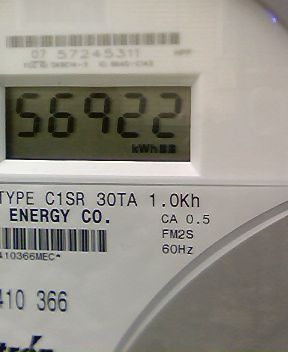 07 57245311
56922
kWh
TYPE C1SR 30TA 1.0Kh
ENERGY CO.
CA 0.5
FM2S
60Hz
410366MEC*
410 366